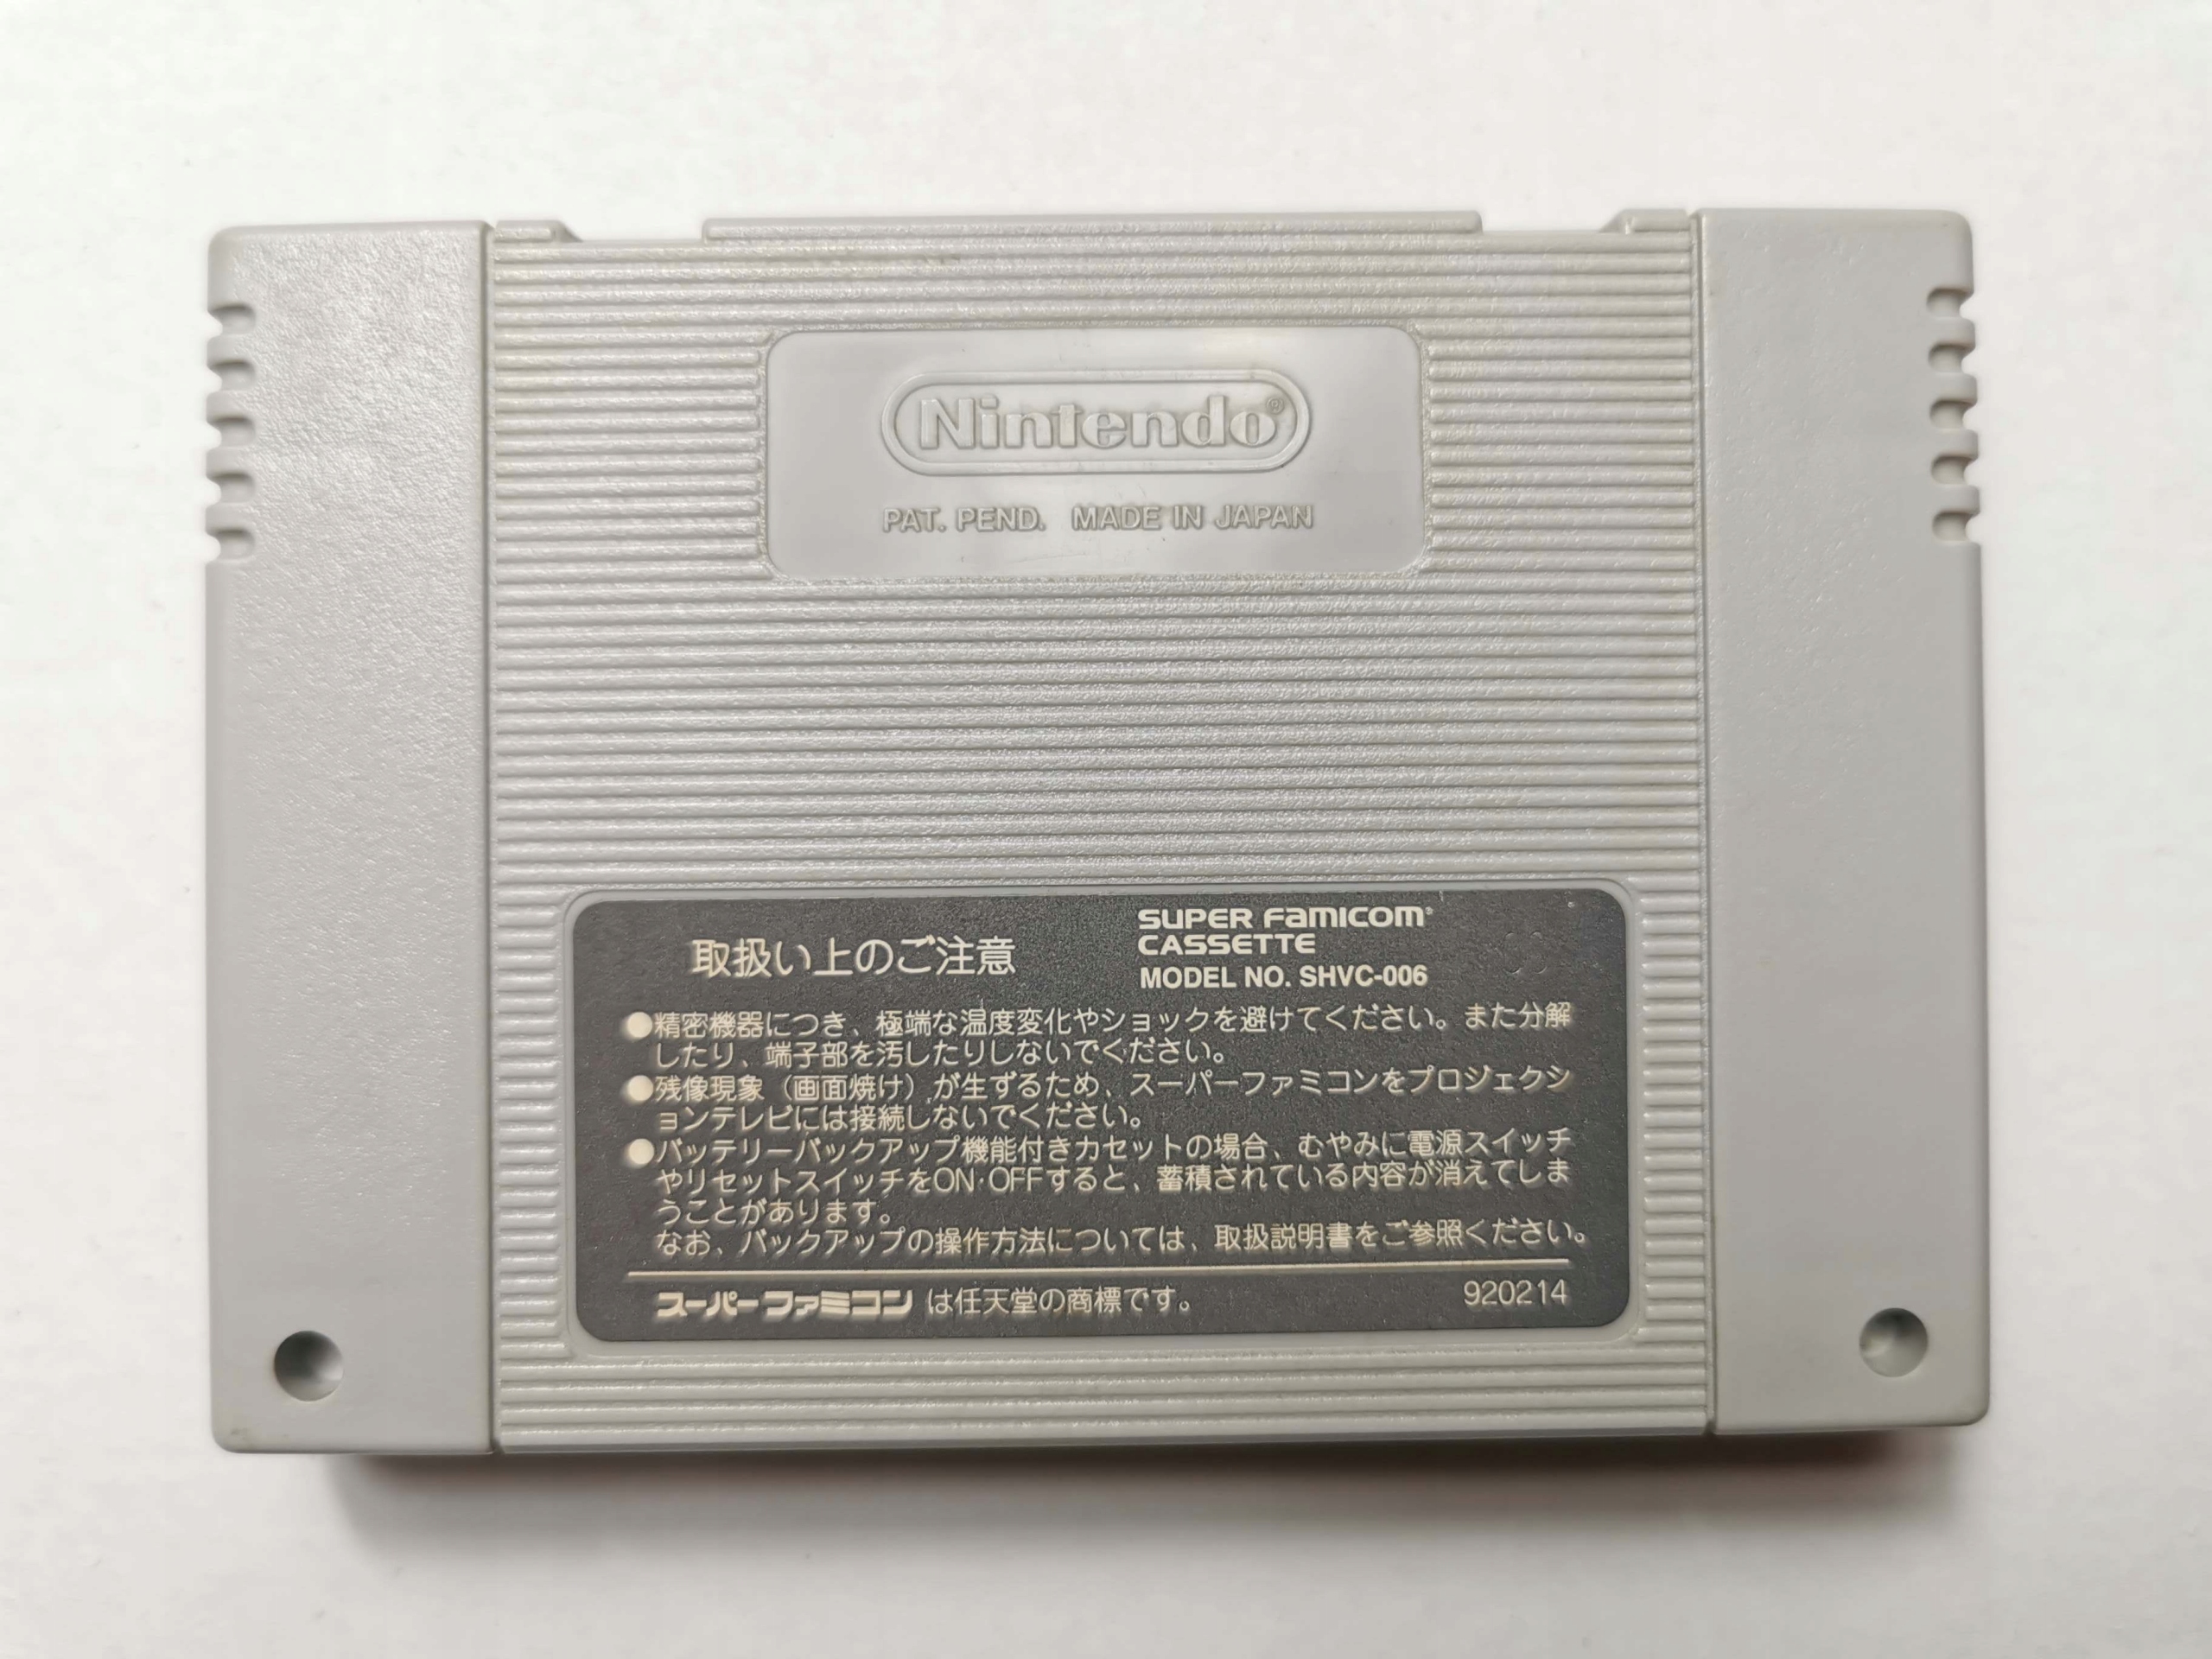 Nintendo®
PAT. PEND. MADE IN JAPAN
取扱い上のご注意
SUPER FAMICOM®
CASSETTE
MODEL NO. SHVC-006
●精密機器につき、極端な温度変化やショックを避けてください。また分解
したり、端子部を汚したりしないでください。
●残像現象（画面焼け）が生ずるため、スーパーファミコンをプロジェクシ
ョンテレビには接続しないでください。
●バッテリーバックアップ機能付きカセットの場合、むやみに電源スイッチ
やリセットスイッチをON・OFFすると、蓄積されている内容が消えてしま
うことがあります。
なお、バックアップの操作方法については、取扱説明書をご参照ください。
スーパーファミコン は任天堂の商標です。
920214